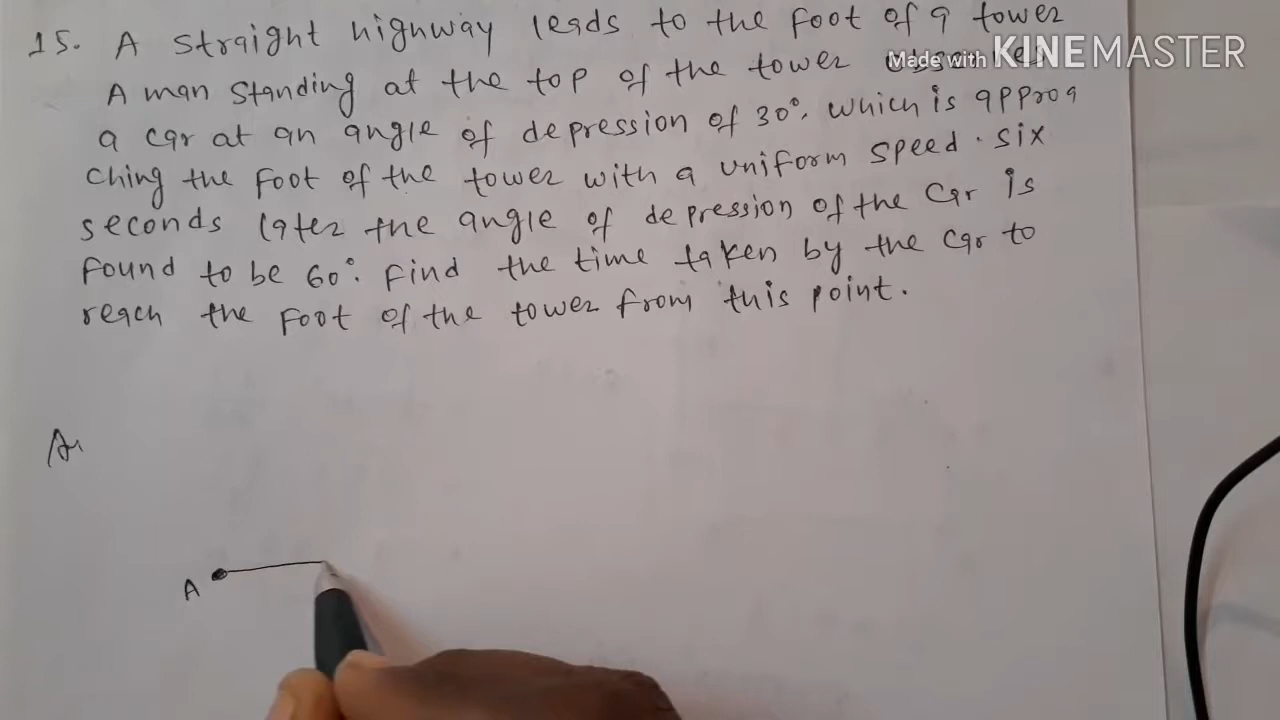 15. A straight highway leads to the foot of a tower
A man standing at the top of the tower
Made with KINEMASTER
a car at an angle of depression of 30°. which is approa
ching the foot of the tower with a uniform speed. six
seconds later the angle of depression of the car is
found to be 60°. find the time taken by the car to
reach the foot of the tower from this point.
A